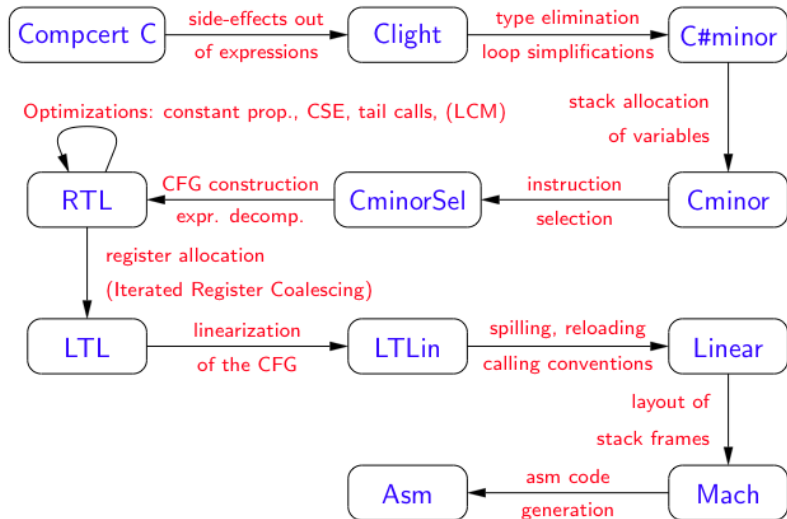 Compcert C
side-effects out
of expressions
Clight
type elimination
loop simplifications
C#minor
stack allocation
of variables
Optimizations: constant prop., CSE, tail calls, (LCM)
RTL
CFG construction
expr. decomp.
CminorSel
instruction
selection
Cminor
register allocation
(Iterated Register Coalescing)
LTL
linearization
of the CFG
LTLin
spilling, reloading
calling conventions
Linear
layout of
stack frames
Asm
asm code
generation
Mach